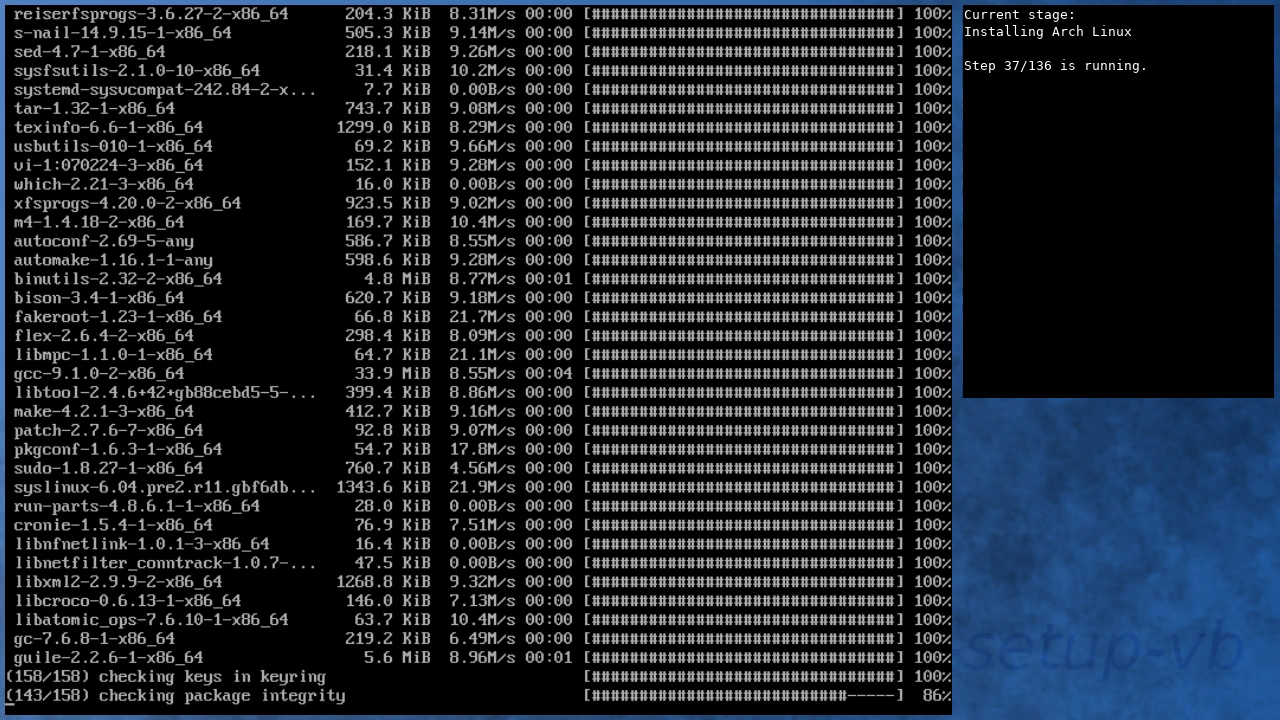 reiserfsprogs-3.6.27-2-x86_64 204.3 KiB 8.31M/s 00:00 [################################] 100%
s-nail-14.9.15-1-x86_64 505.3 KiB 9.14M/s 00:00 [################################] 100%
sed-4.7-1-x86_64 218.1 KiB 9.26M/s 00:00 [################################] 100%
sysfsutils-2.1.0-10-x86_64 31.4 KiB 10.2M/s 00:00 [################################] 100%
systemd-sysvcompat-242.84-2-x... 7.7 KiB 0.00B/s 00:00 [################################] 100%
tar-1.32-1-x86_64 743.7 KiB 9.08M/s 00:00 [################################] 100%
texinfo-6.6-1-x86_64 1299.0 KiB 8.29M/s 00:00 [################################] 100%
usbutils-010-1-x86_64 69.2 KiB 9.66M/s 00:00 [################################] 100%
vi-1:070224-3-x86_64 152.1 KiB 9.28M/s 00:00 [################################] 100%
which-2.21-3-x86_64 16.0 KiB 0.00B/s 00:00 [################################] 100%
xfsprogs-4.20.0-2-x86_64 923.5 KiB 9.02M/s 00:00 [################################] 100%
m4-1.4.18-2-x86_64 169.7 KiB 10.4M/s 00:00 [################################] 100%
autoconf-2.69-5-any 586.7 KiB 8.55M/s 00:00 [################################] 100%
automake-1.16.1-1-any 598.6 KiB 9.28M/s 00:00 [################################] 100%
binutils-2.32-2-x86_64 4.8 MiB 8.77M/s 00:01 [################################] 100%
bison-3.4-1-x86_64 620.7 KiB 9.18M/s 00:00 [################################] 100%
fakeroot-1.23-1-x86_64 66.8 KiB 21.7M/s 00:00 [################################] 100%
flex-2.6.4-2-x86_64 298.4 KiB 8.09M/s 00:00 [################################] 100%
libmpc-1.1.0-1-x86_64 64.7 KiB 21.1M/s 00:00 [################################] 100%
gcc-9.1.0-2-x86_64 33.9 MiB 8.55M/s 00:04 [################################] 100%
libtool-2.4.6+42+gb88cebd5-5-... 399.4 KiB 8.86M/s 00:00 [################################] 100%
make-4.2.1-3-x86_64 412.7 KiB 9.16M/s 00:00 [################################] 100%
patch-2.7.6-7-x86_64 92.8 KiB 9.07M/s 00:00 [################################] 100%
pkgconf-1.6.3-1-x86_64 54.7 KiB 17.8M/s 00:00 [################################] 100%
sudo-1.8.27-1-x86_64 760.7 KiB 4.56M/s 00:00 [################################] 100%
syslinux-6.04.pre2.r11.gbf6db... 1343.6 KiB 21.9M/s 00:00 [################################] 100%
run-parts-4.8.6.1-1-x86_64 28.0 KiB 0.00B/s 00:00 [################################] 100%
cronie-1.5.4-1-x86_64 76.9 KiB 7.51M/s 00:00 [################################] 100%
libnfnetlink-1.0.1-3-x86_64 16.4 KiB 0.00B/s 00:00 [################################] 100%
libnetfilter_conntrack-1.0.7-... 47.5 KiB 0.00B/s 00:00 [################################] 100%
libxml2-2.9.9-2-x86_64 1268.8 KiB 9.32M/s 00:00 [################################] 100%
libcroco-0.6.13-1-x86_64 146.0 KiB 7.13M/s 00:00 [################################] 100%
libatomic_ops-7.6.10-1-x86_64 63.7 KiB 10.4M/s 00:00 [################################] 100%
gc-7.6.8-1-x86_64 219.2 KiB 6.49M/s 00:00 [################################] 100%
guile-2.2.6-1-x86_64 5.6 MiB 8.96M/s 00:01 [################################] 100%
(158/158) checking keys in keyring [################################] 100%
(143/158) checking package integrity [###########################-----] 86%
Current stage:
Installing Arch Linux
Step 37/136 is running.
setup-vb